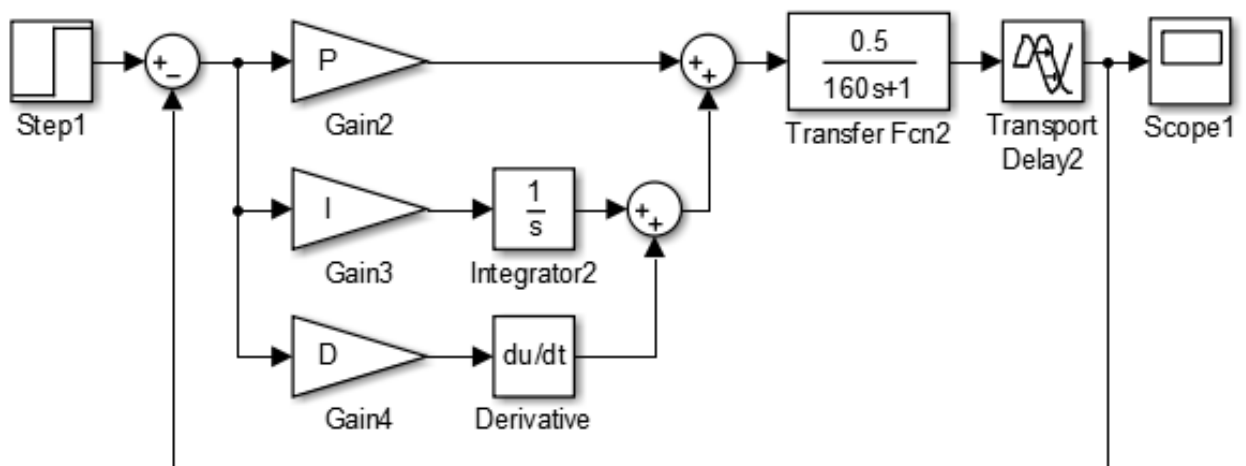 Step1
+
−
P
Gain2
+
+
0.5
160s+1
Transfer Fcn2
Transport
Delay2
Scope1
I
Gain3
1
s
Integrator2
+
+
D
Gain4
du/dt
Derivative